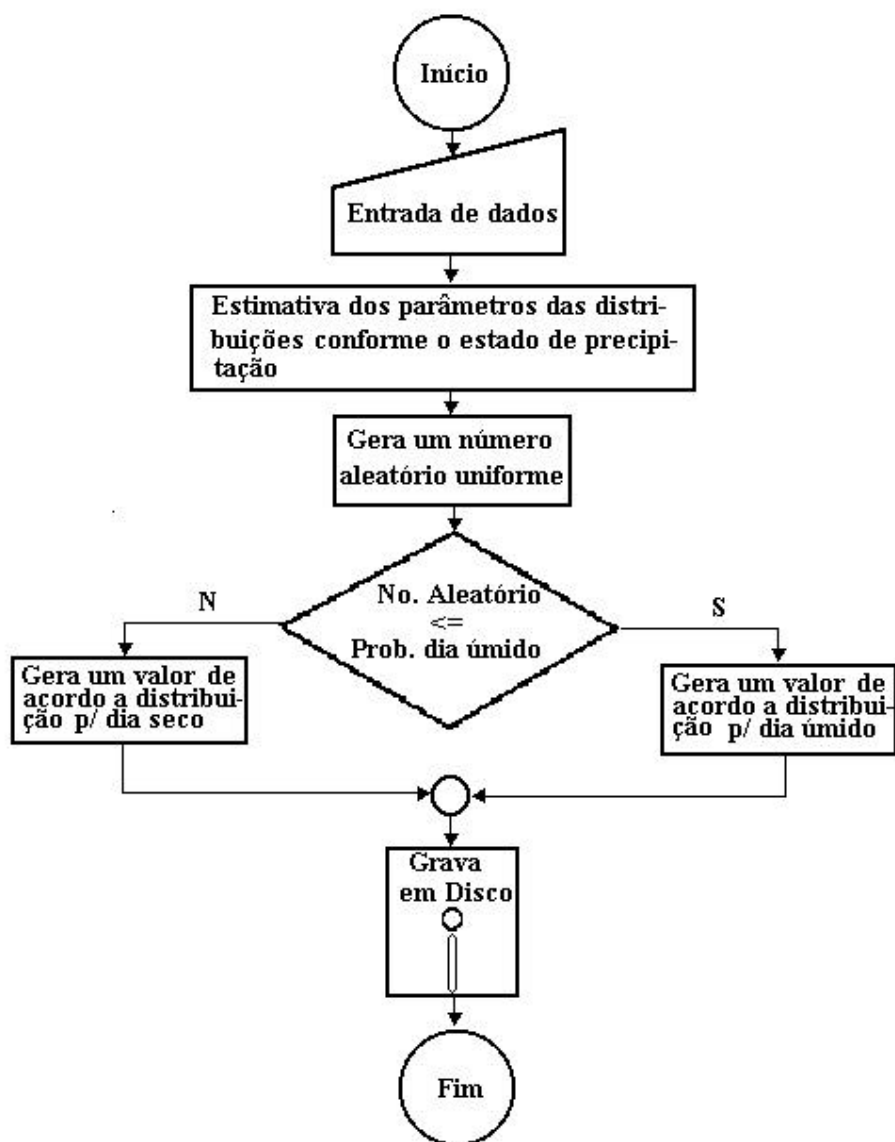 Início
Entrada de dados
Estimativa dos parâmetros das distri-
buições conforme o estado de precipi-
tação
Gera um número
aleatório uniforme
No. Aleatório
<=
Prob. dia úmido
N
S
Gera um valor de
acordo a distribui-
ção p/ dia seco
Gera um valor de
acordo a distribui-
ção p/ dia úmido
Grava
em Disco
Fim